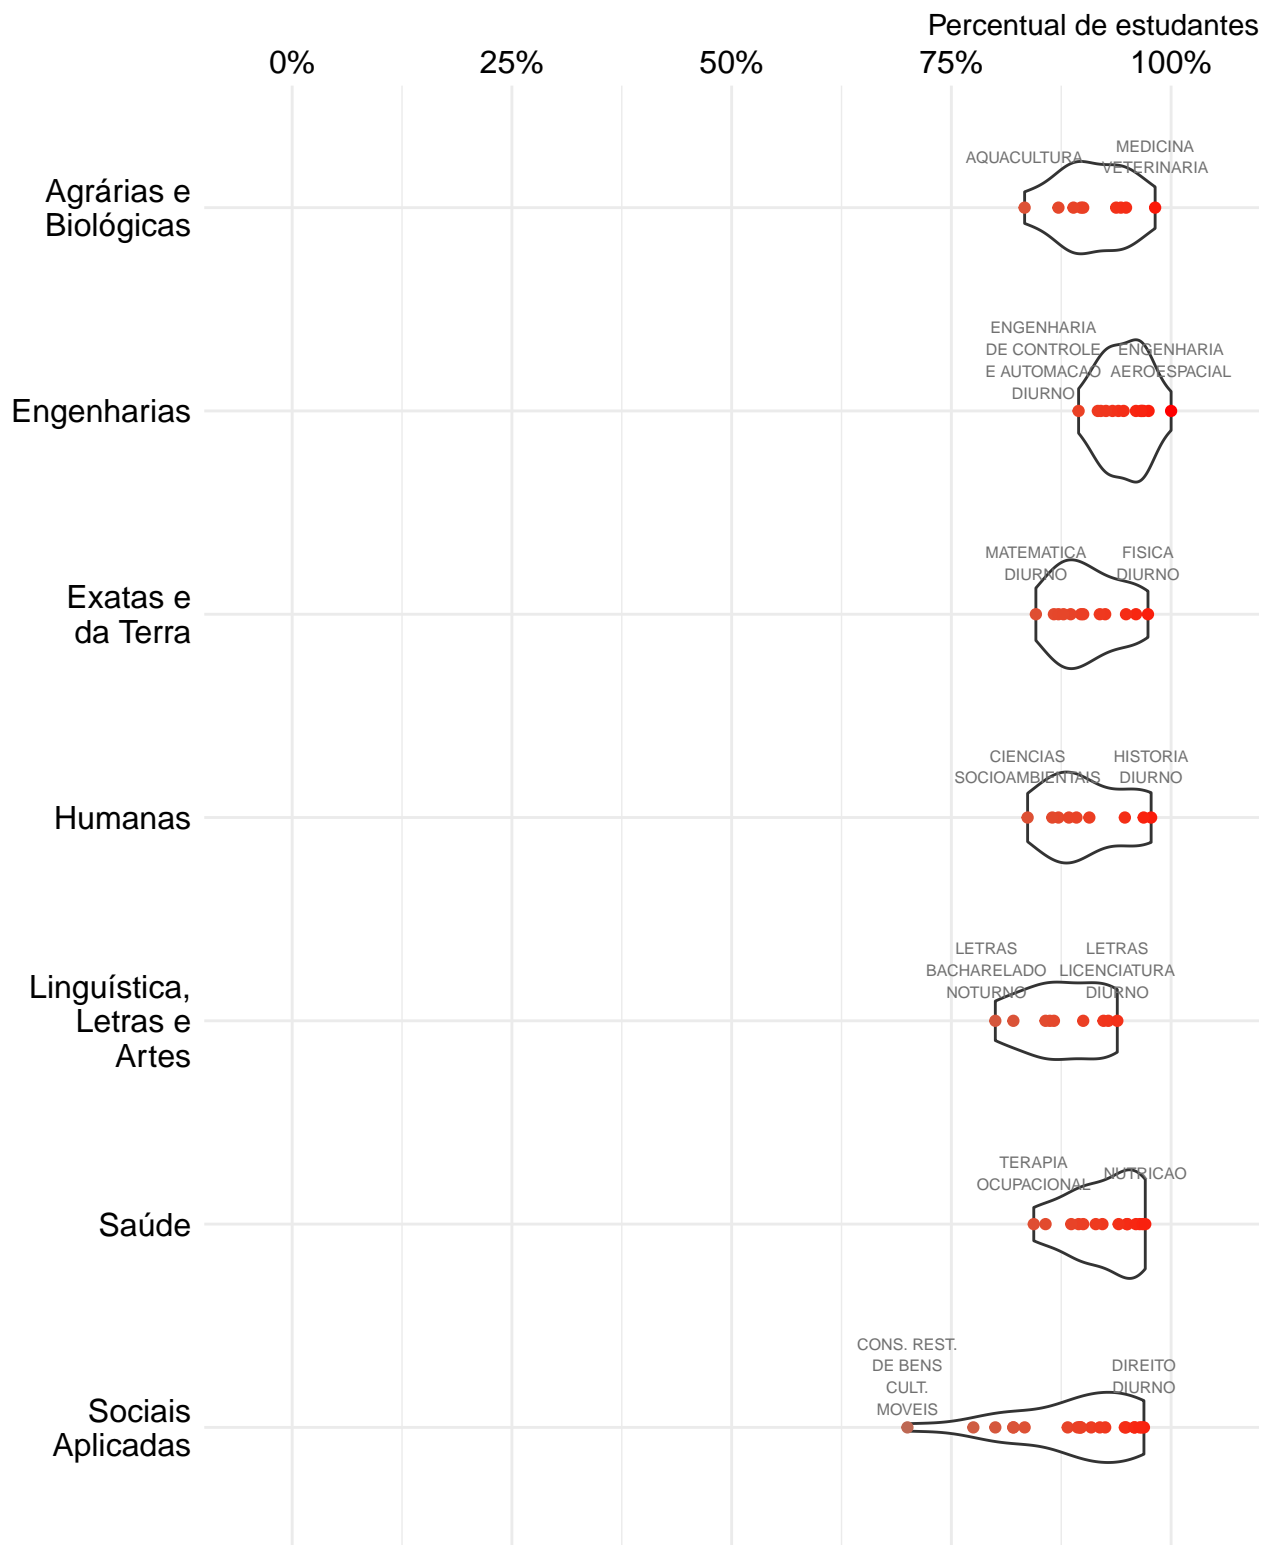 Percentual de estudantes
0% 25% 50% 75% 100%
Agrárias e
Biológicas
AQUACULTURA
MEDICINA
VETERINARIA
Engenharias
ENGENHARIA
DE CONTROLE
E AUTOMACAO
DIURNO
ENGENHARIA
AEROESPACIAL
Exatas e
da Terra
MATEMATICA
DIURNO
FISICA
DIURNO
Humanas
CIENCIAS
SOCIOAMBIENTAIS
HISTORIA
DIURNO
Linguística,
Letras e
Artes
LETRAS
BACHARELADO
NOTURNO
LETRAS
LICENCIATURA
DIURNO
Saúde
TERAPIA
OCUPACIONAL
NUTRICAO
Sociais
Aplicadas
CONS. REST.
DE BENS
CULT.
MOVEIS
DIREITO
DIURNO